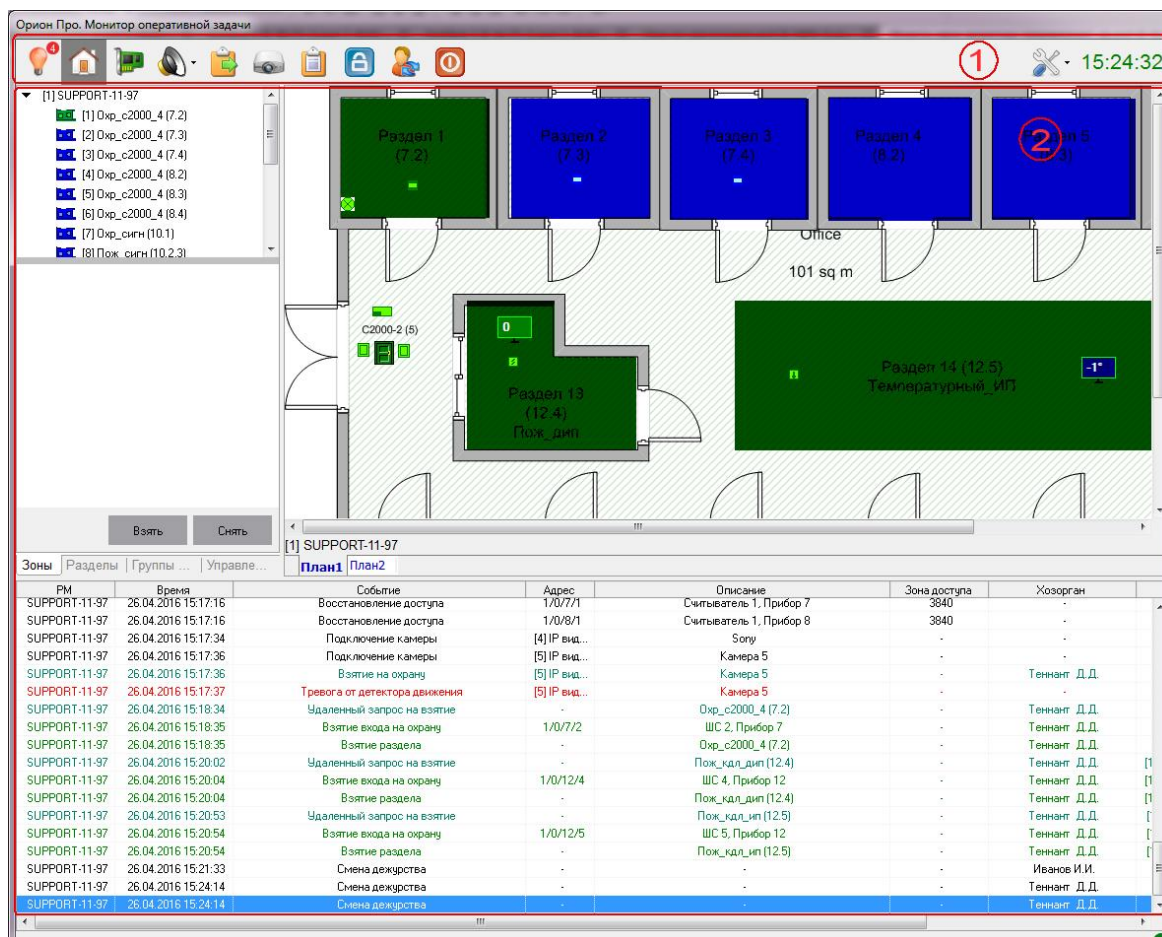 Орион Про. Монитор оперативной задачи
4
1
15:24:32
[1] SUPPORT-11-97
[1] Охр_с2000_4 (7.2)
[2] Охр_с2000_4 (7.3)
[3] Охр_с2000_4 (7.4)
[4] Охр_с2000_4 (8.2)
[5] Охр_с2000_4 (8.3)
[6] Охр_с2000_4 (8.4)
[7] Охр_сигн (10.1)
[8] Пож_сигн (10.2.3)
Взять Снять
Зоны Разделы Группы ... Управле...
Раздел 1
(7.2)
Раздел 2
(7.3)
Раздел 3
(7.4)
Раздел 4
(8.2)
Раздел 5
2
Office
101 sq m
С2000-2 (5)
0
Раздел 13
(12.4)
Пож_дип
Раздел 14 (12.5)
Температурный_ИП
-1°
[1] SUPPORT-11-97
План1 План2
РМ Время Событие Адрес Описание Зона доступа Хозорган
SUPPORT-11-97 26.04.2016 15:17:16 Восстановление доступа 1/0/7/1 Считыватель 1, Прибор 7 3840 -
SUPPORT-11-97 26.04.2016 15:17:16 Восстановление доступа 1/0/8/1 Считыватель 1, Прибор 8 3840 -
SUPPORT-11-97 26.04.2016 15:17:34 Подключение камеры [4] IP вид... Sony - -
SUPPORT-11-97 26.04.2016 15:17:36 Подключение камеры [5] IP вид... Камера 5 - -
SUPPORT-11-97 26.04.2016 15:17:36 Взятие на охрану [5] IP вид... Камера 5 - Теннант Д.Д.
SUPPORT-11-97 26.04.2016 15:17:37 Тревога от детектора движения [5] IP вид... Камера 5 - -
SUPPORT-11-97 26.04.2016 15:18:34 Удаленный запрос на взятие - Охр_с2000_4 (7.2) - Теннант Д.Д.
SUPPORT-11-97 26.04.2016 15:18:35 Взятие входа на охрану 1/0/7/2 ШС 2, Прибор 7 - Теннант Д.Д.
SUPPORT-11-97 26.04.2016 15:18:35 Взятие раздела - Охр_с2000_4 (7.2) - Теннант Д.Д.
SUPPORT-11-97 26.04.2016 15:20:02 Удаленный запрос на взятие - Пож_кдл_дип (12.4) - Теннант Д.Д. [1
SUPPORT-11-97 26.04.2016 15:20:04 Взятие входа на охрану 1/0/12/4 ШС 4, Прибор 12 - Теннант Д.Д. [1
SUPPORT-11-97 26.04.2016 15:20:04 Взятие раздела - Пож_кдл_дип (12.4) - Теннант Д.Д. [1
SUPPORT-11-97 26.04.2016 15:20:53 Удаленный запрос на взятие - Пож_кдл_ип (12.5) - Теннант Д.Д. [
SUPPORT-11-97 26.04.2016 15:20:54 Взятие входа на охрану 1/0/12/5 ШС 5, Прибор 12 - Теннант Д.Д. [
SUPPORT-11-97 26.04.2016 15:20:54 Взятие раздела - Пож_кдл_ип (12.5) - Теннант Д.Д. [
SUPPORT-11-97 26.04.2016 15:21:33 Смена дежурства - - - Иванов И.И.
SUPPORT-11-97 26.04.2016 15:24:14 Смена дежурства - - - Теннант Д.Д.
SUPPORT-11-97 26.04.2016 15:24:14 Смена дежурства - - - Теннант Д.Д.